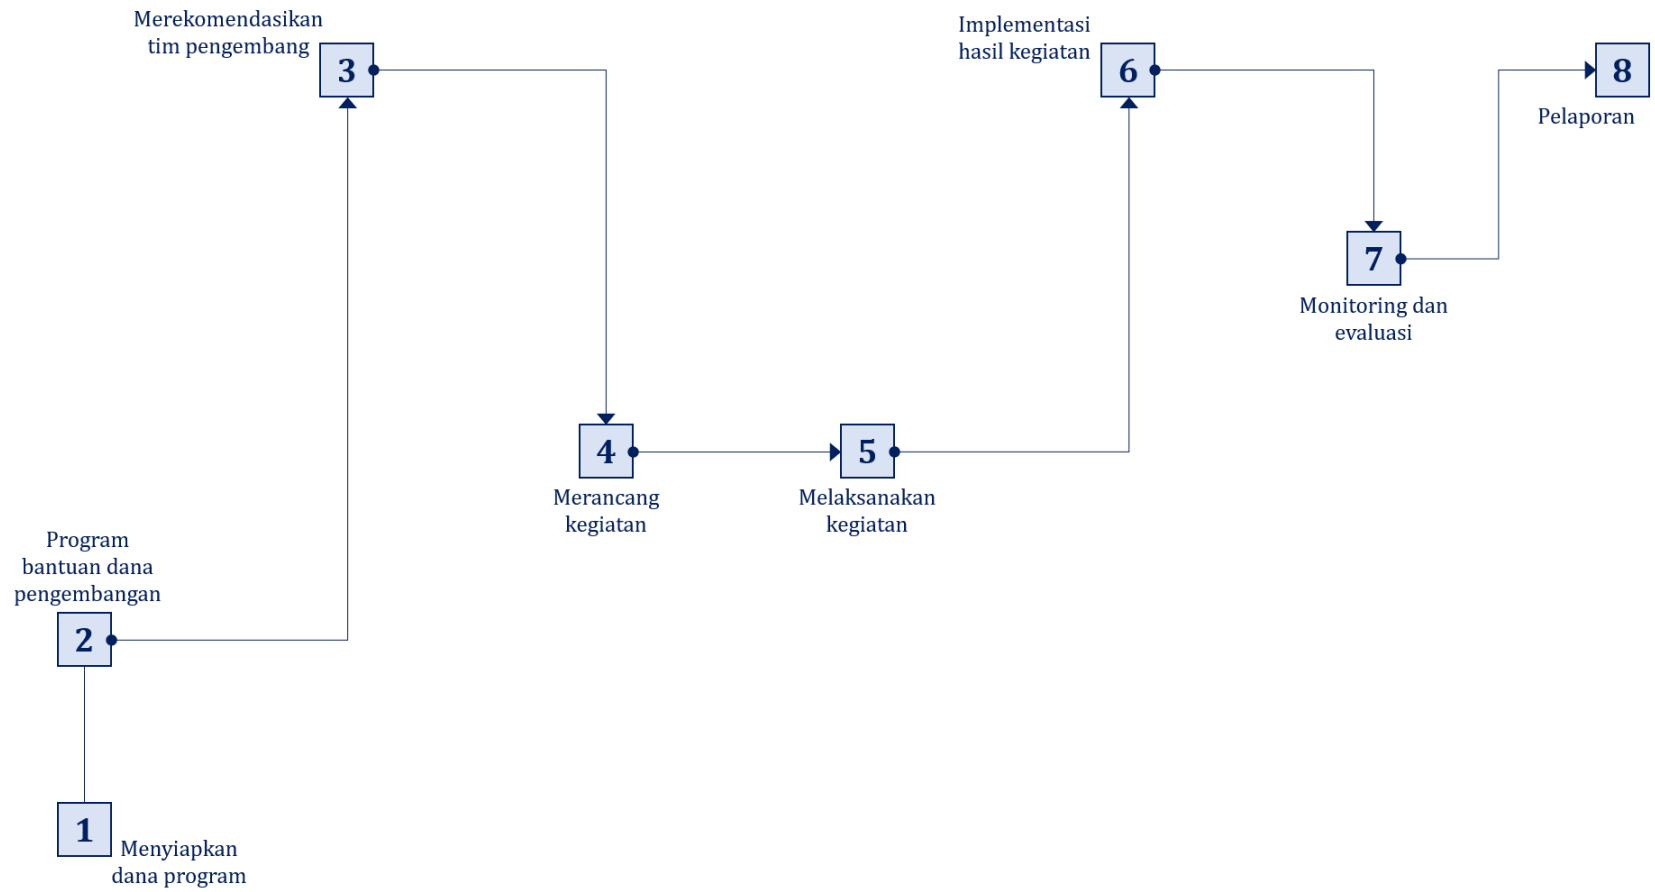 1
Menyiapkan
dana program
2
Program
bantuan dana
pengembangan
3
Merekomendasikan
tim pengembang
4
Merancang
kegiatan
5
Melaksanakan
kegiatan
6
Implementasi
hasil kegiatan
7
Monitoring dan
evaluasi
8
Pelaporan